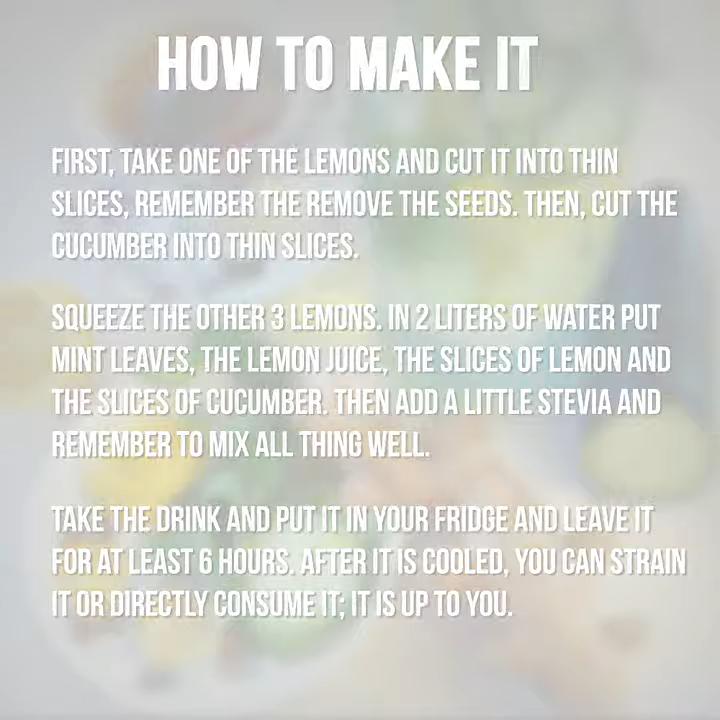 HOW TO MAKE IT
FIRST, TAKE ONE OF THE LEMONS AND CUT IT INTO THIN
SLICES, REMEMBER THE REMOVE THE SEEDS. THEN, CUT THE
CUCUMBER INTO THIN SLICES.
SQUEEZE THE OTHER 3 LEMONS. IN 2 LITERS OF WATER PUT
MINT LEAVES, THE LEMON JUICE, THE SLICES OF LEMON AND
THE SLICES OF CUCUMBER. THEN ADD A LITTLE STEVIA AND
REMEMBER TO MIX ALL THING WELL.
TAKE THE DRINK AND PUT IT IN YOUR FRIDGE AND LEAVE IT
FOR AT LEAST 6 HOURS. AFTER IT IS COOLED, YOU CAN STRAIN
IT OR DIRECTLY CONSUME IT; IT IS UP TO YOU.